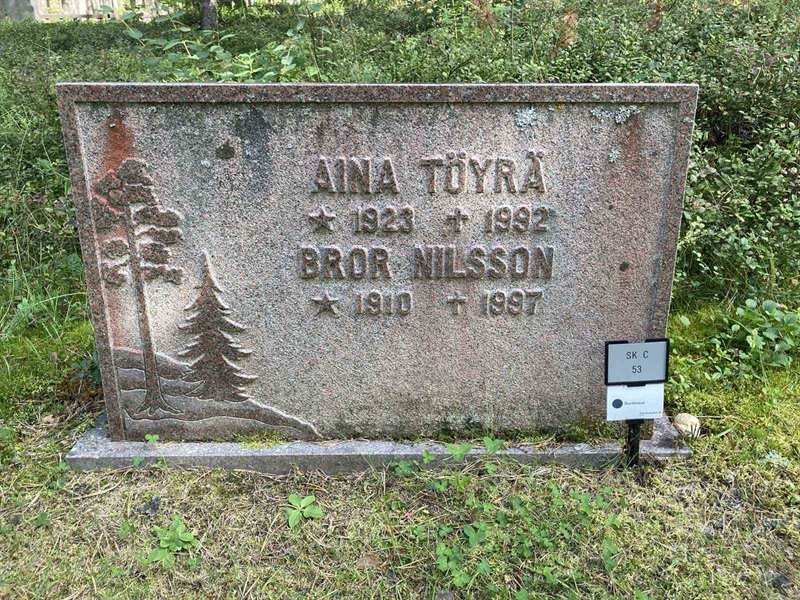 AINA TÖYRÄ
★ 1923 ✝ 1992
BROR NILSSON
★ 1910 ✝ 1997
SK C
53